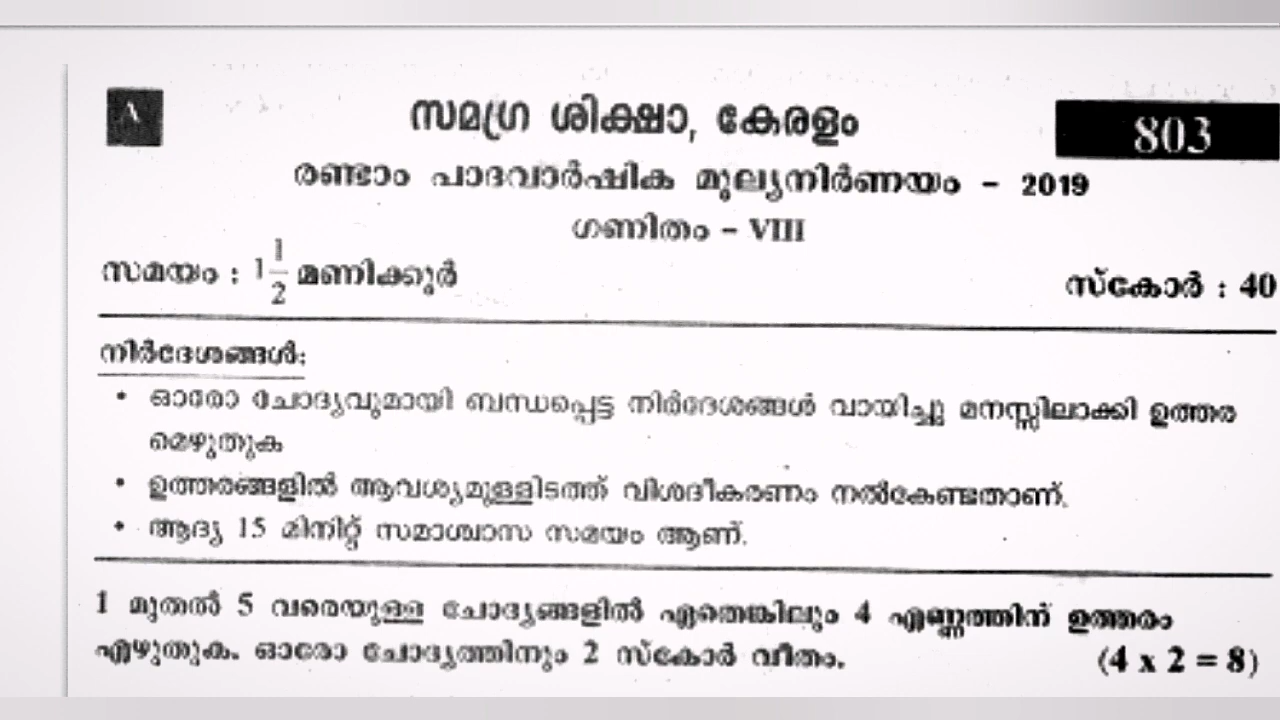 A
സമഗ്ര ശിക്ഷാ, കേരളം
803
രണ്ടാം പാദവാർഷിക മൂല്യനിർണയം - 2019
ഗണിതം - VIII
സമയം : 1 1/2 മണിക്കൂർ
സ്കോർ : 40
നിർദേശങ്ങൾ:
• ഓരോ ചോദ്യവുമായി ബന്ധപ്പെട്ട നിർദേശങ്ങൾ വായിച്ചു മനസ്സിലാക്കി ഉത്തര
മെഴുതുക
• ഉത്തരങ്ങളിൽ ആവശ്യമുള്ളിടത്ത് വിശദീകരണം നൽകേണ്ടതാണ്.
• ആദ്യ 15 മിനിറ്റ് സമാശ്വാസ സമയം ആണ്.
1 മുതൽ 5 വരെയുള്ള ചോദ്യങ്ങളിൽ ഏതെങ്കിലും 4 എണ്ണത്തിന് ഉത്തരം
എഴുതുക. ഓരോ ചോദ്യത്തിനും 2 സ്കോർ വീതം.
(4 x 2 = 8)